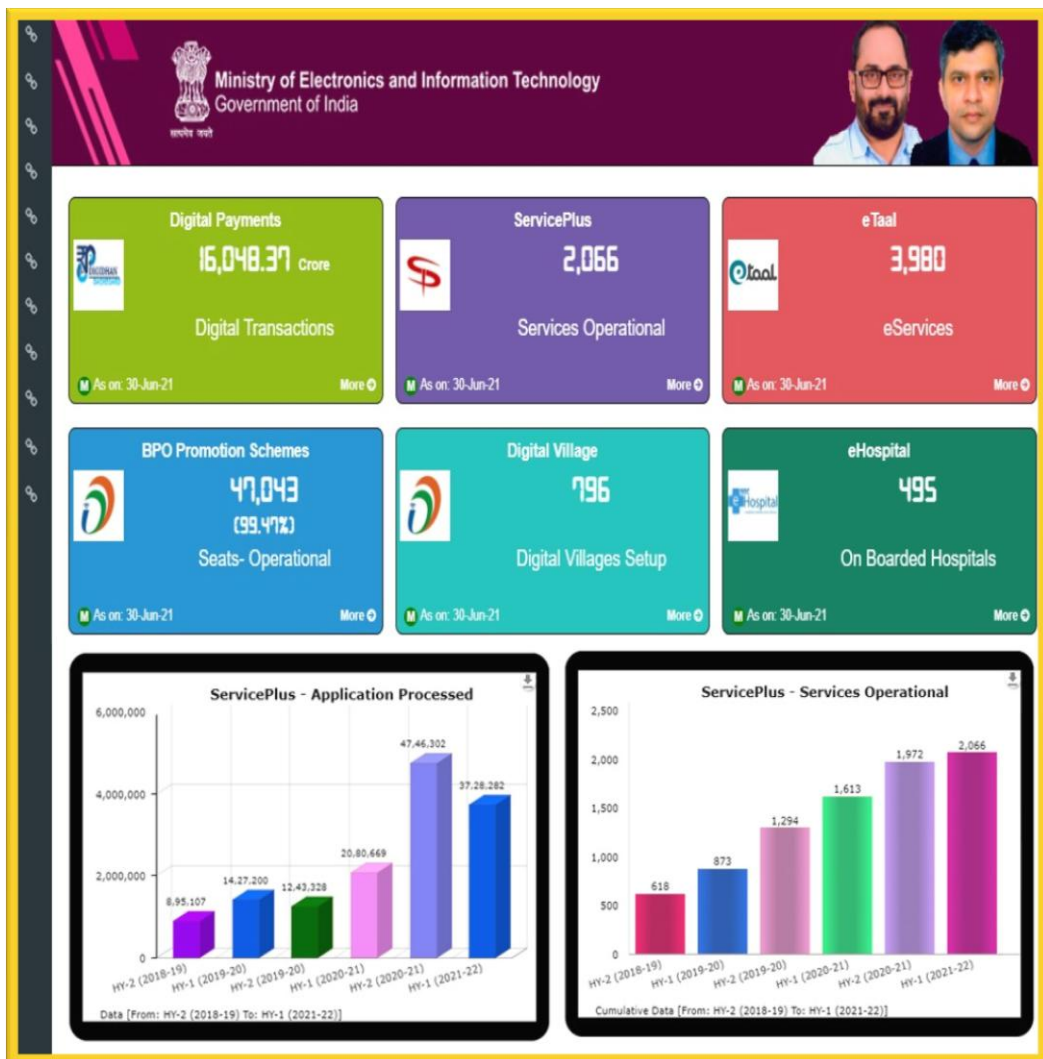 सत्यमेव जयते
Ministry of Electronics and Information Technology
Government of India
Digital Payments
16,048.37 Crore
Digital Transactions
M As on: 30-Jun-21 More
ServicePlus
2,066
Services Operational
M As on: 30-Jun-21 More
eTaal
etaal
3,980
eServices
M As on: 30-Jun-21 More
BPO Promotion Schemes
47,043
(99.47%)
Seats- Operational
M As on: 30-Jun-21 More
Digital Village
796
Digital Villages Setup
M As on: 30-Jun-21 More
eHospital
Hospital
495
On Boarded Hospitals
M As on: 30-Jun-21 More
ServicePlus - Application Processed
6,000,000
4,000,000
2,000,000
0
8,95,107
14,27,200
12,43,328
20,80,669
47,46,302
37,28,282
HY-2 (2018-19)
HY-1 (2019-20)
HY-2 (2019-20)
HY-1 (2020-21)
HY-2 (2020-21)
HY-1 (2021-22)
Data [From: HY-2 (2018-19) To: HY-1 (2021-22)]
ServicePlus - Services Operational
2,500
2,000
1,500
1,000
500
0
618
873
1,294
1,613
1,972
2,066
HY-2 (2018-19)
HY-1 (2019-20)
HY-2 (2019-20)
HY-1 (2020-21)
HY-2 (2020-21)
HY-1 (2021-22)
Cumulative Data [From: HY-2 (2018-19) To: HY-1 (2021-22)]